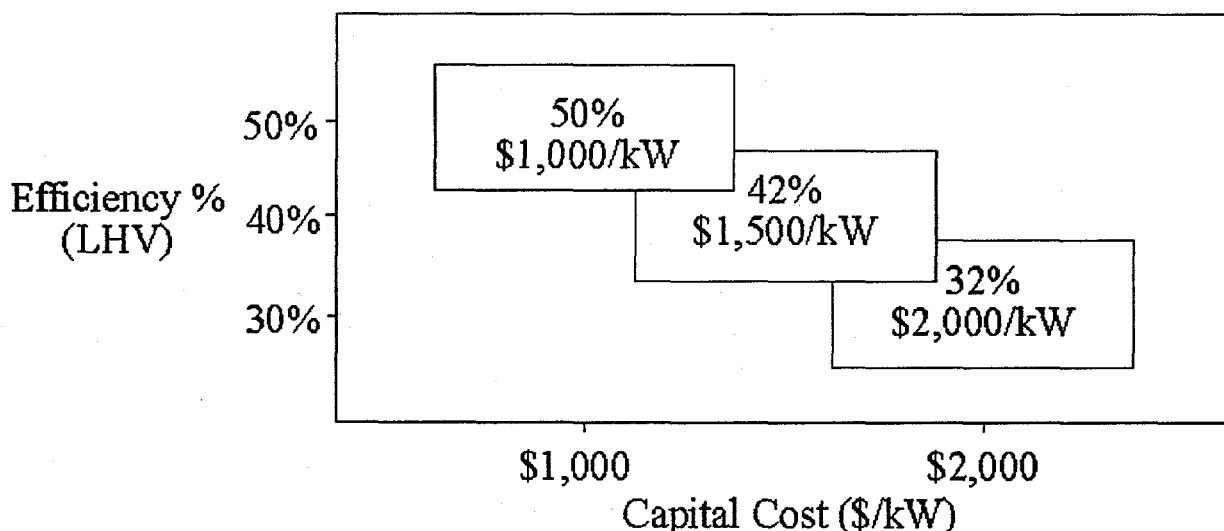 50%
$1,000/kW
50%
42%
$1,500/kW
Efficiency %
(LHV)
40%
32%
$2,000/kW
30%
$1,000
$2,000
Capital Cost ($/kW)